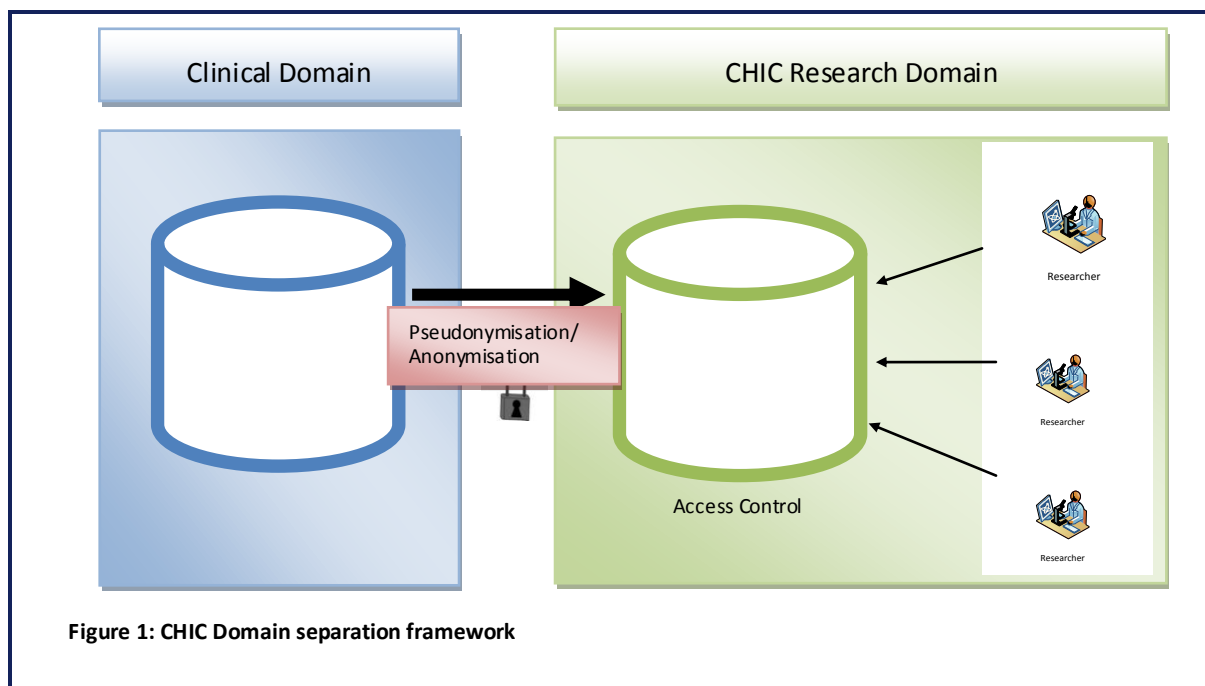 Clinical Domain
CHIC Research Domain
Pseudonymisation/
Anonymisation
Access Control
Researcher
Researcher
Researcher
Figure 1: CHIC Domain separation framework